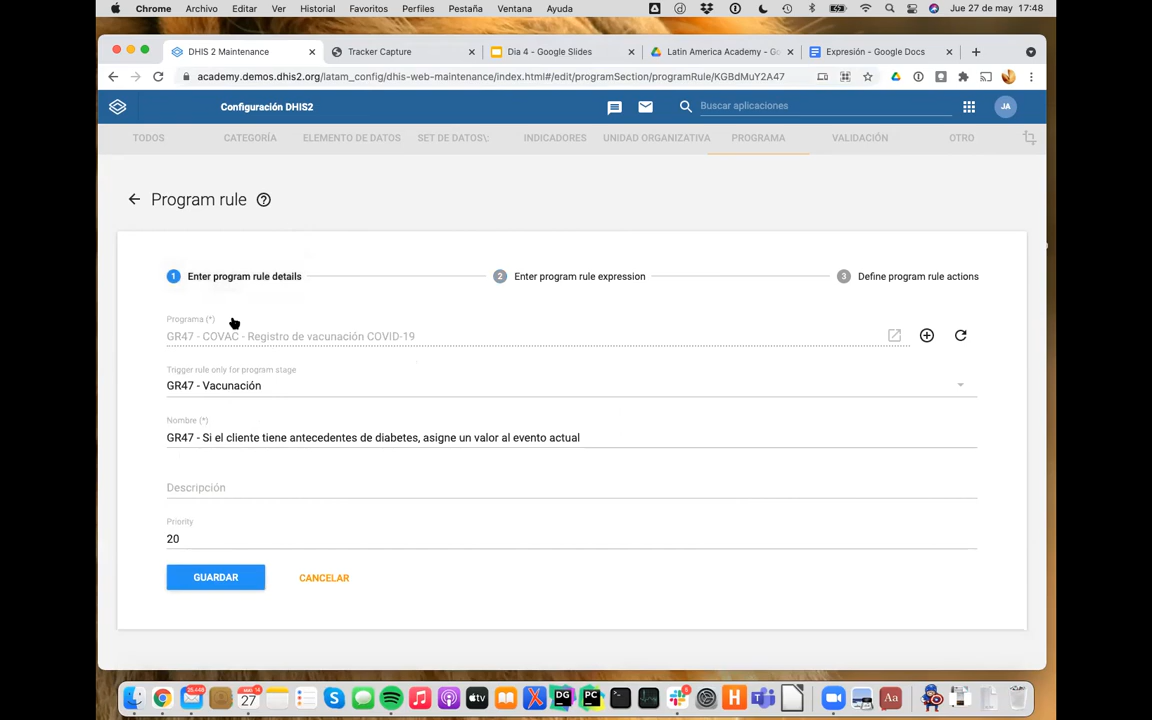 Chrome Archivo Editar Ver Historial Favoritos Perfiles Pestaña Ventana Ayuda Jue 27 de may 17:48
DHIS 2 Maintenance Tracker Capture Dia 4 - Google Slides Latin America Academy - Go Expresión - Google Docs
academy.demos.dhis2.org/latam_config/dhis-web-maintenance/index.html#/edit/programSection/programRule/KGBdMuY2A47
Configuración DHIS2 Buscar aplicaciones JA
TODOS CATEGORÍA ELEMENTO DE DATOS SET DE DATOS\; INDICADORES UNIDAD ORGANIZATIVA PROGRAMA VALIDACIÓN OTRO
Program rule
1 Enter program rule details 2 Enter program rule expression 3 Define program rule actions
Programa (*)
GR47 - COVAC - Registro de vacunación COVID-19
Trigger rule only for program stage
GR47 - Vacunación
Nombre (*)
GR47 - Si el cliente tiene antecedentes de diabetes, asigne un valor al evento actual
Descripción
Priority
20
GUARDAR CANCELAR